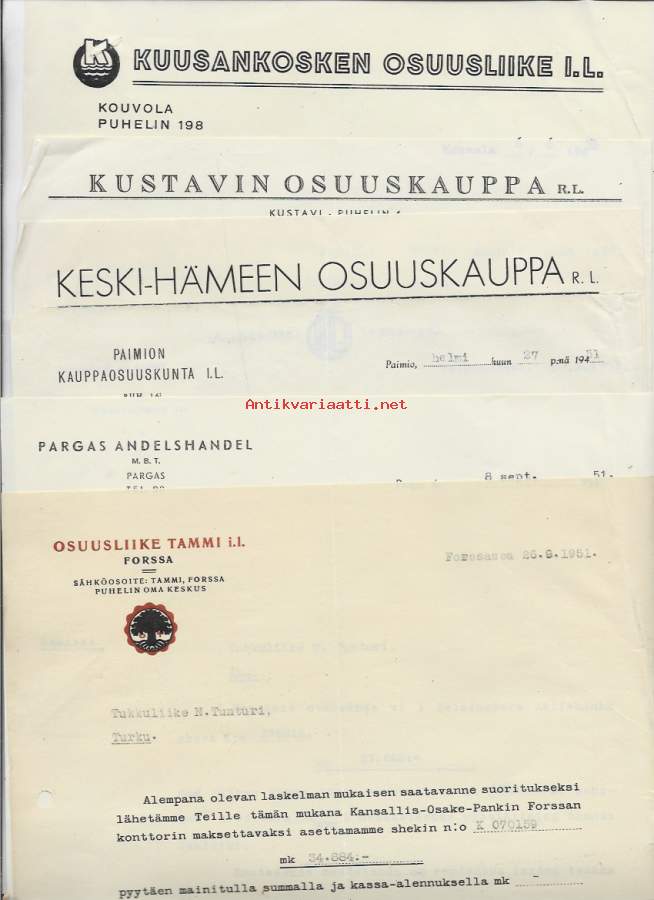 K
KUUSANKOSKEN OSUUSLIIKE I.L.
KOUVOLA
PUHELIN 198
KUSTAVIN OSUUSKAUPPA R.L.
KUSTAVI - PUHELIN
KESKI-HÄMEEN OSUUSKAUPPA R. L.
PAIMION
KAUPPAOSUUSKUNTA I.L.
Paimio, helmi kuun 27 p:nä 1951
Antikvariaatti.net
PARGAS ANDELSHANDEL
M. B. T.
PARGAS
8 sept. 51.
OSUUSLIIKE TAMMI i.l.
FORSSA
SÄHKÖOSOITE: TAMMI, FORSSA
PUHELIN OMA KESKUS
Forssassa 26.9.1951.
Tukkuliike N.Tunturi,
Turku.
Alempana olevan laskelman mukaisen saatavanne suoritukseksi
lähetämme Teille tämän mukana Kansallis-Osake-Pankin Forssan
konttorin maksettavaksi asettamamme shekin n:o K 070159
mk 34.884.-
pyytäen mainitulla summalla ja kassa-alennuksella mk